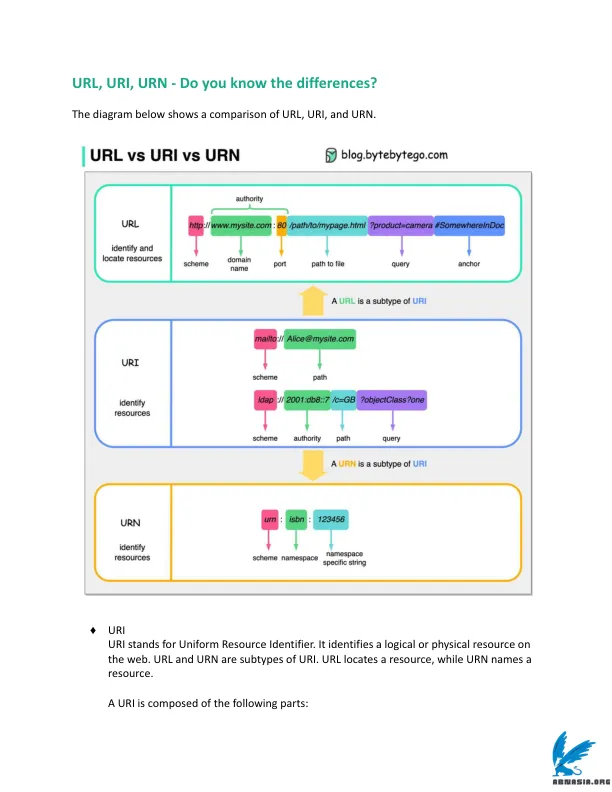 URL, URI, URN - Do you know the differences?
The diagram below shows a comparison of URL, URI, and URN.
URL vs URI vs URN
blog.bytebytego.com
authority
URL
identify and
locate resources
http:// www.mysite.com : 80 /path/to/mypage.html ?product=camera #SomewhereInDoc
scheme domain name port path to file query anchor
A URL is a subtype of URI
URI
identify
resources
mailto:// Alice@mysite.com
scheme path
ldap :// 2001:db8::7 /c=GB ?objectClass?one
scheme authority path query
A URN is a subtype of URI
URN
identify
resources
urn : isbn : 123456
scheme namespace namespace specific string
♦ URI
URI stands for Uniform Resource Identifier. It identifies a logical or physical resource on
the web. URL and URN are subtypes of URI. URL locates a resource, while URN names a
resource.
A URI is composed of the following parts:
ABNASIA.ORG